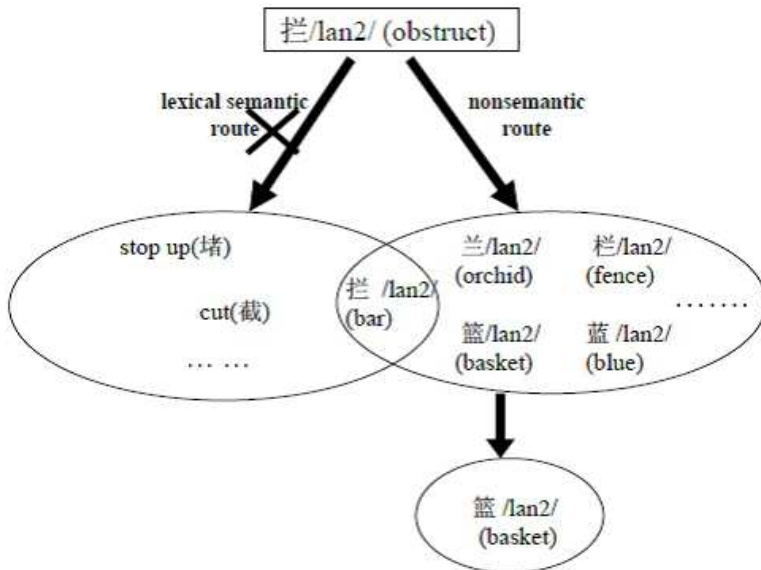 拦/lan2/ (obstruct)
lexical semantic
route
nonsemantic
route
stop up(堵)
cut(截)
... ...
拦 /lan2/
(bar)
兰/lan2/
(orchid)
栏/lan2/
(fence)
.......
篮/lan2/
(basket)
蓝 /lan2/
(blue)
篮 /lan2/
(basket)